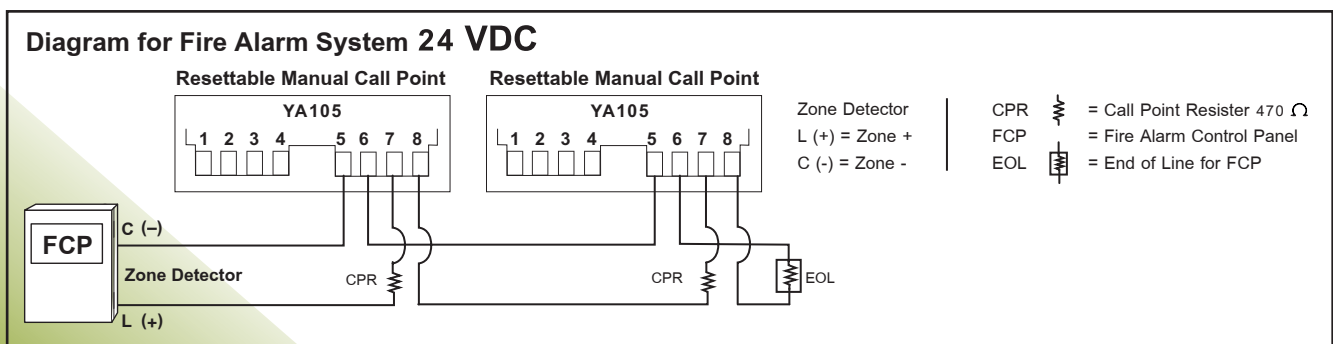 Diagram for Fire Alarm System 24 VDC
Resettable Manual Call Point
YA105
1 2 3 4 5 6 7 8
Resettable Manual Call Point
YA105
1 2 3 4 5 6 7 8
Zone Detector
L (+) = Zone +
C (-) = Zone -
CPR = Call Point Resister 470 Ω
FCP = Fire Alarm Control Panel
EOL = End of Line for FCP
FCP
C (–)
Zone Detector
L (+)
CPR
CPR
EOL